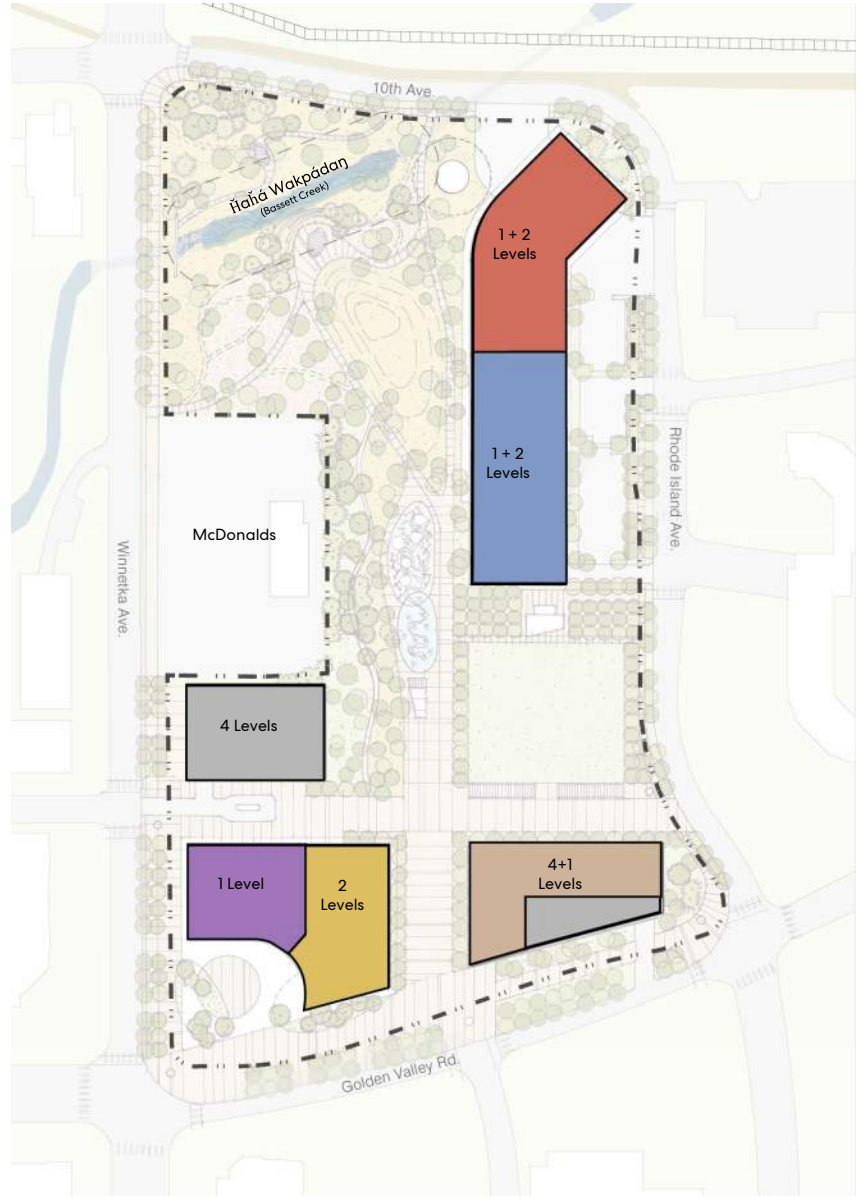 10th Ave.
Ȟaȟá Wakpádaŋ
(Bassett Creek)
1 + 2
Levels
1 + 2
Levels
Rhode Island Ave.
McDonalds
Winnetka Ave.
4 Levels
1 Level
2
Levels
4+1
Levels
Golden Valley Rd.